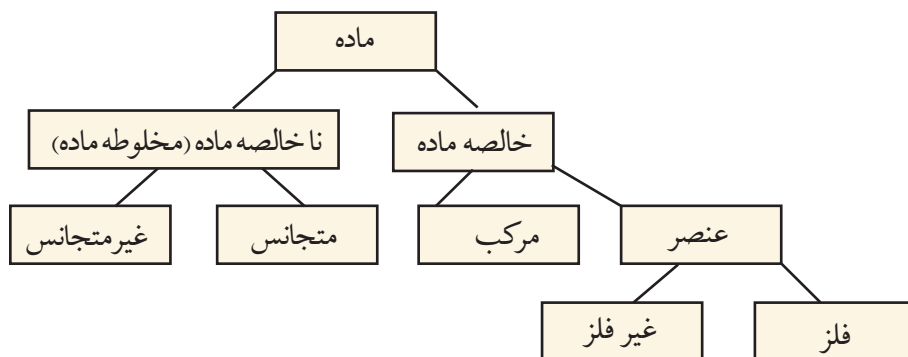 ماده
خالصه ماده
نا خالصه ماده (مخلوطه ماده)
عنصر
مرکب
متجانس
غیرمتجانس
فلز
غیر فلز